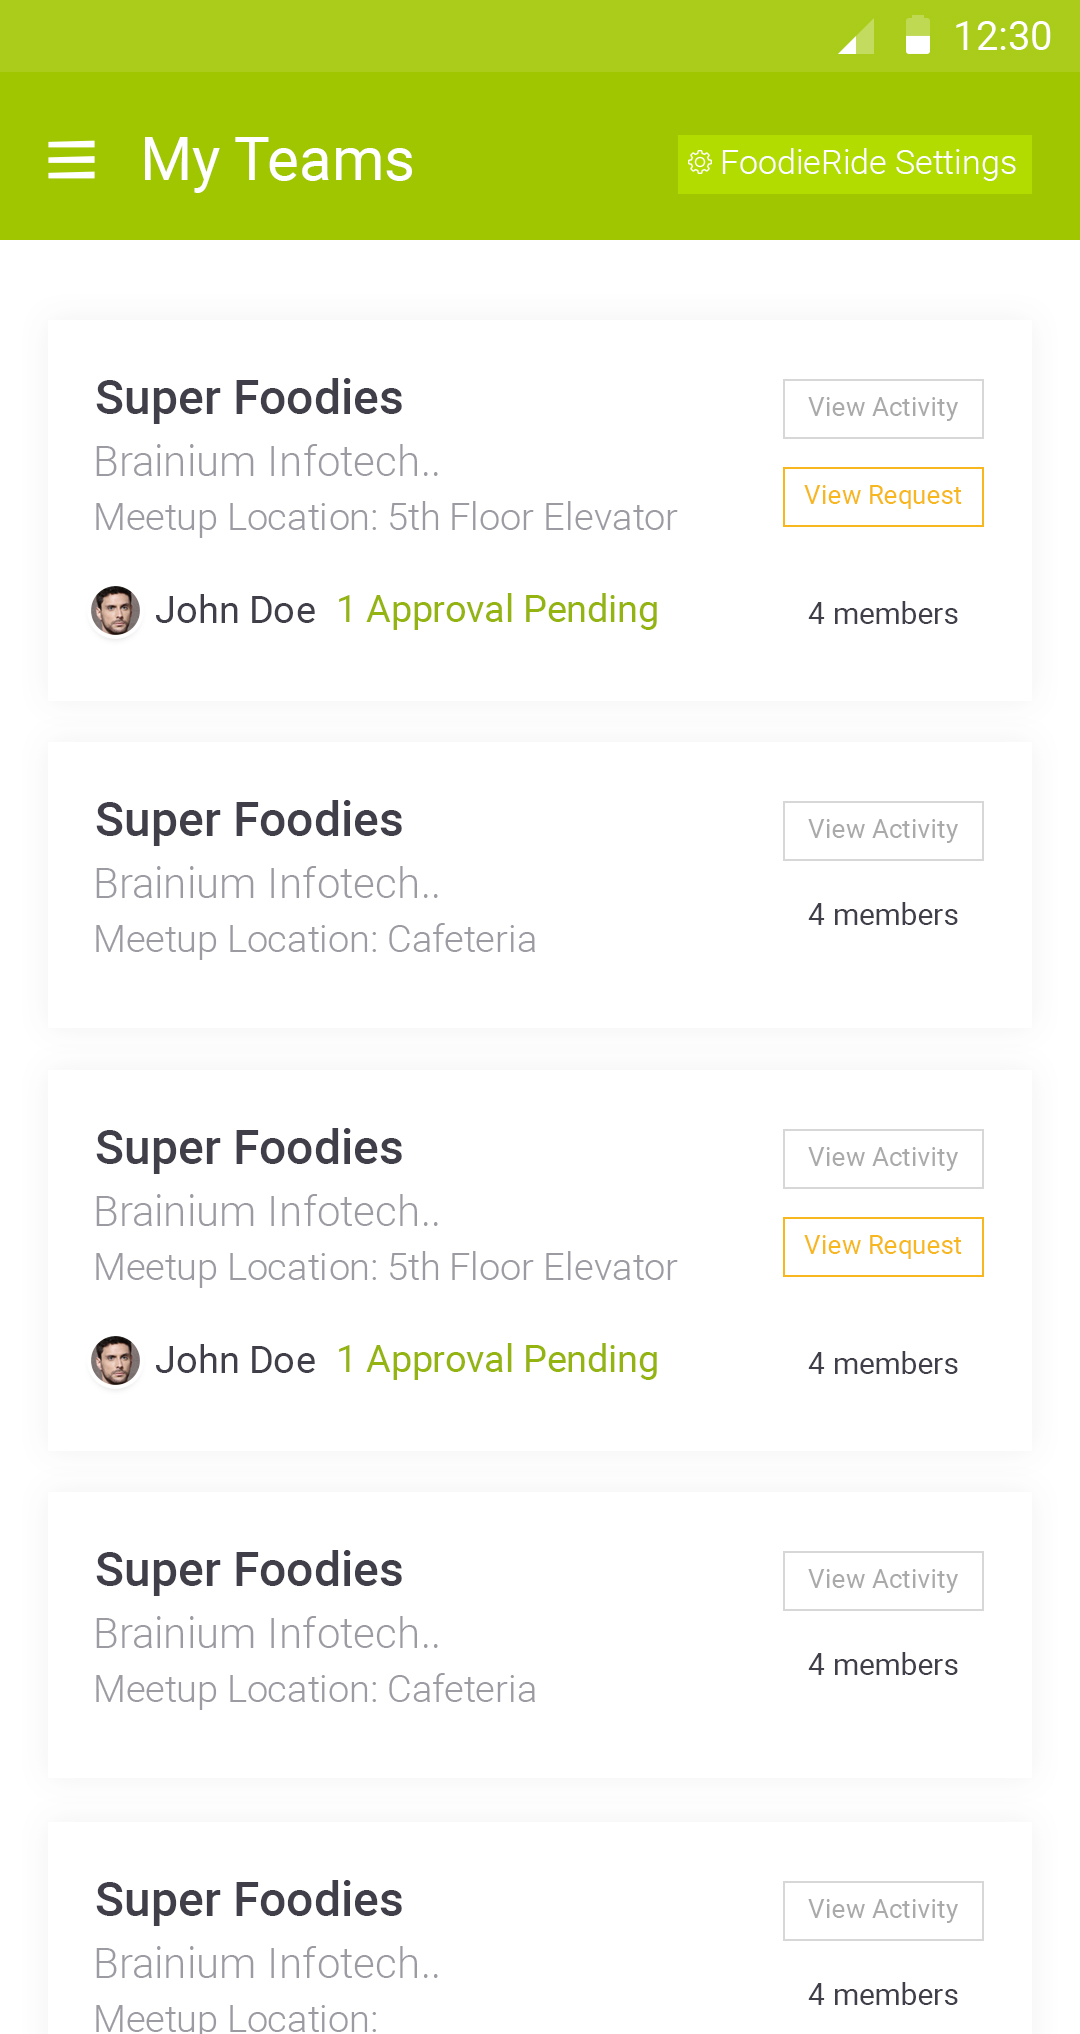 12:30
My Teams
FoodieRide Settings
Super Foodies
View Activity
Brainium Infotech..
View Request
Meetup Location: 5th Floor Elevator
John Doe 1 Approval Pending
4 members
Super Foodies
View Activity
Brainium Infotech..
4 members
Meetup Location: Cafeteria
Super Foodies
View Activity
Brainium Infotech..
View Request
Meetup Location: 5th Floor Elevator
John Doe 1 Approval Pending
4 members
Super Foodies
View Activity
Brainium Infotech..
4 members
Meetup Location: Cafeteria
Super Foodies
View Activity
Brainium Infotech..
4 members
Meetup Location: